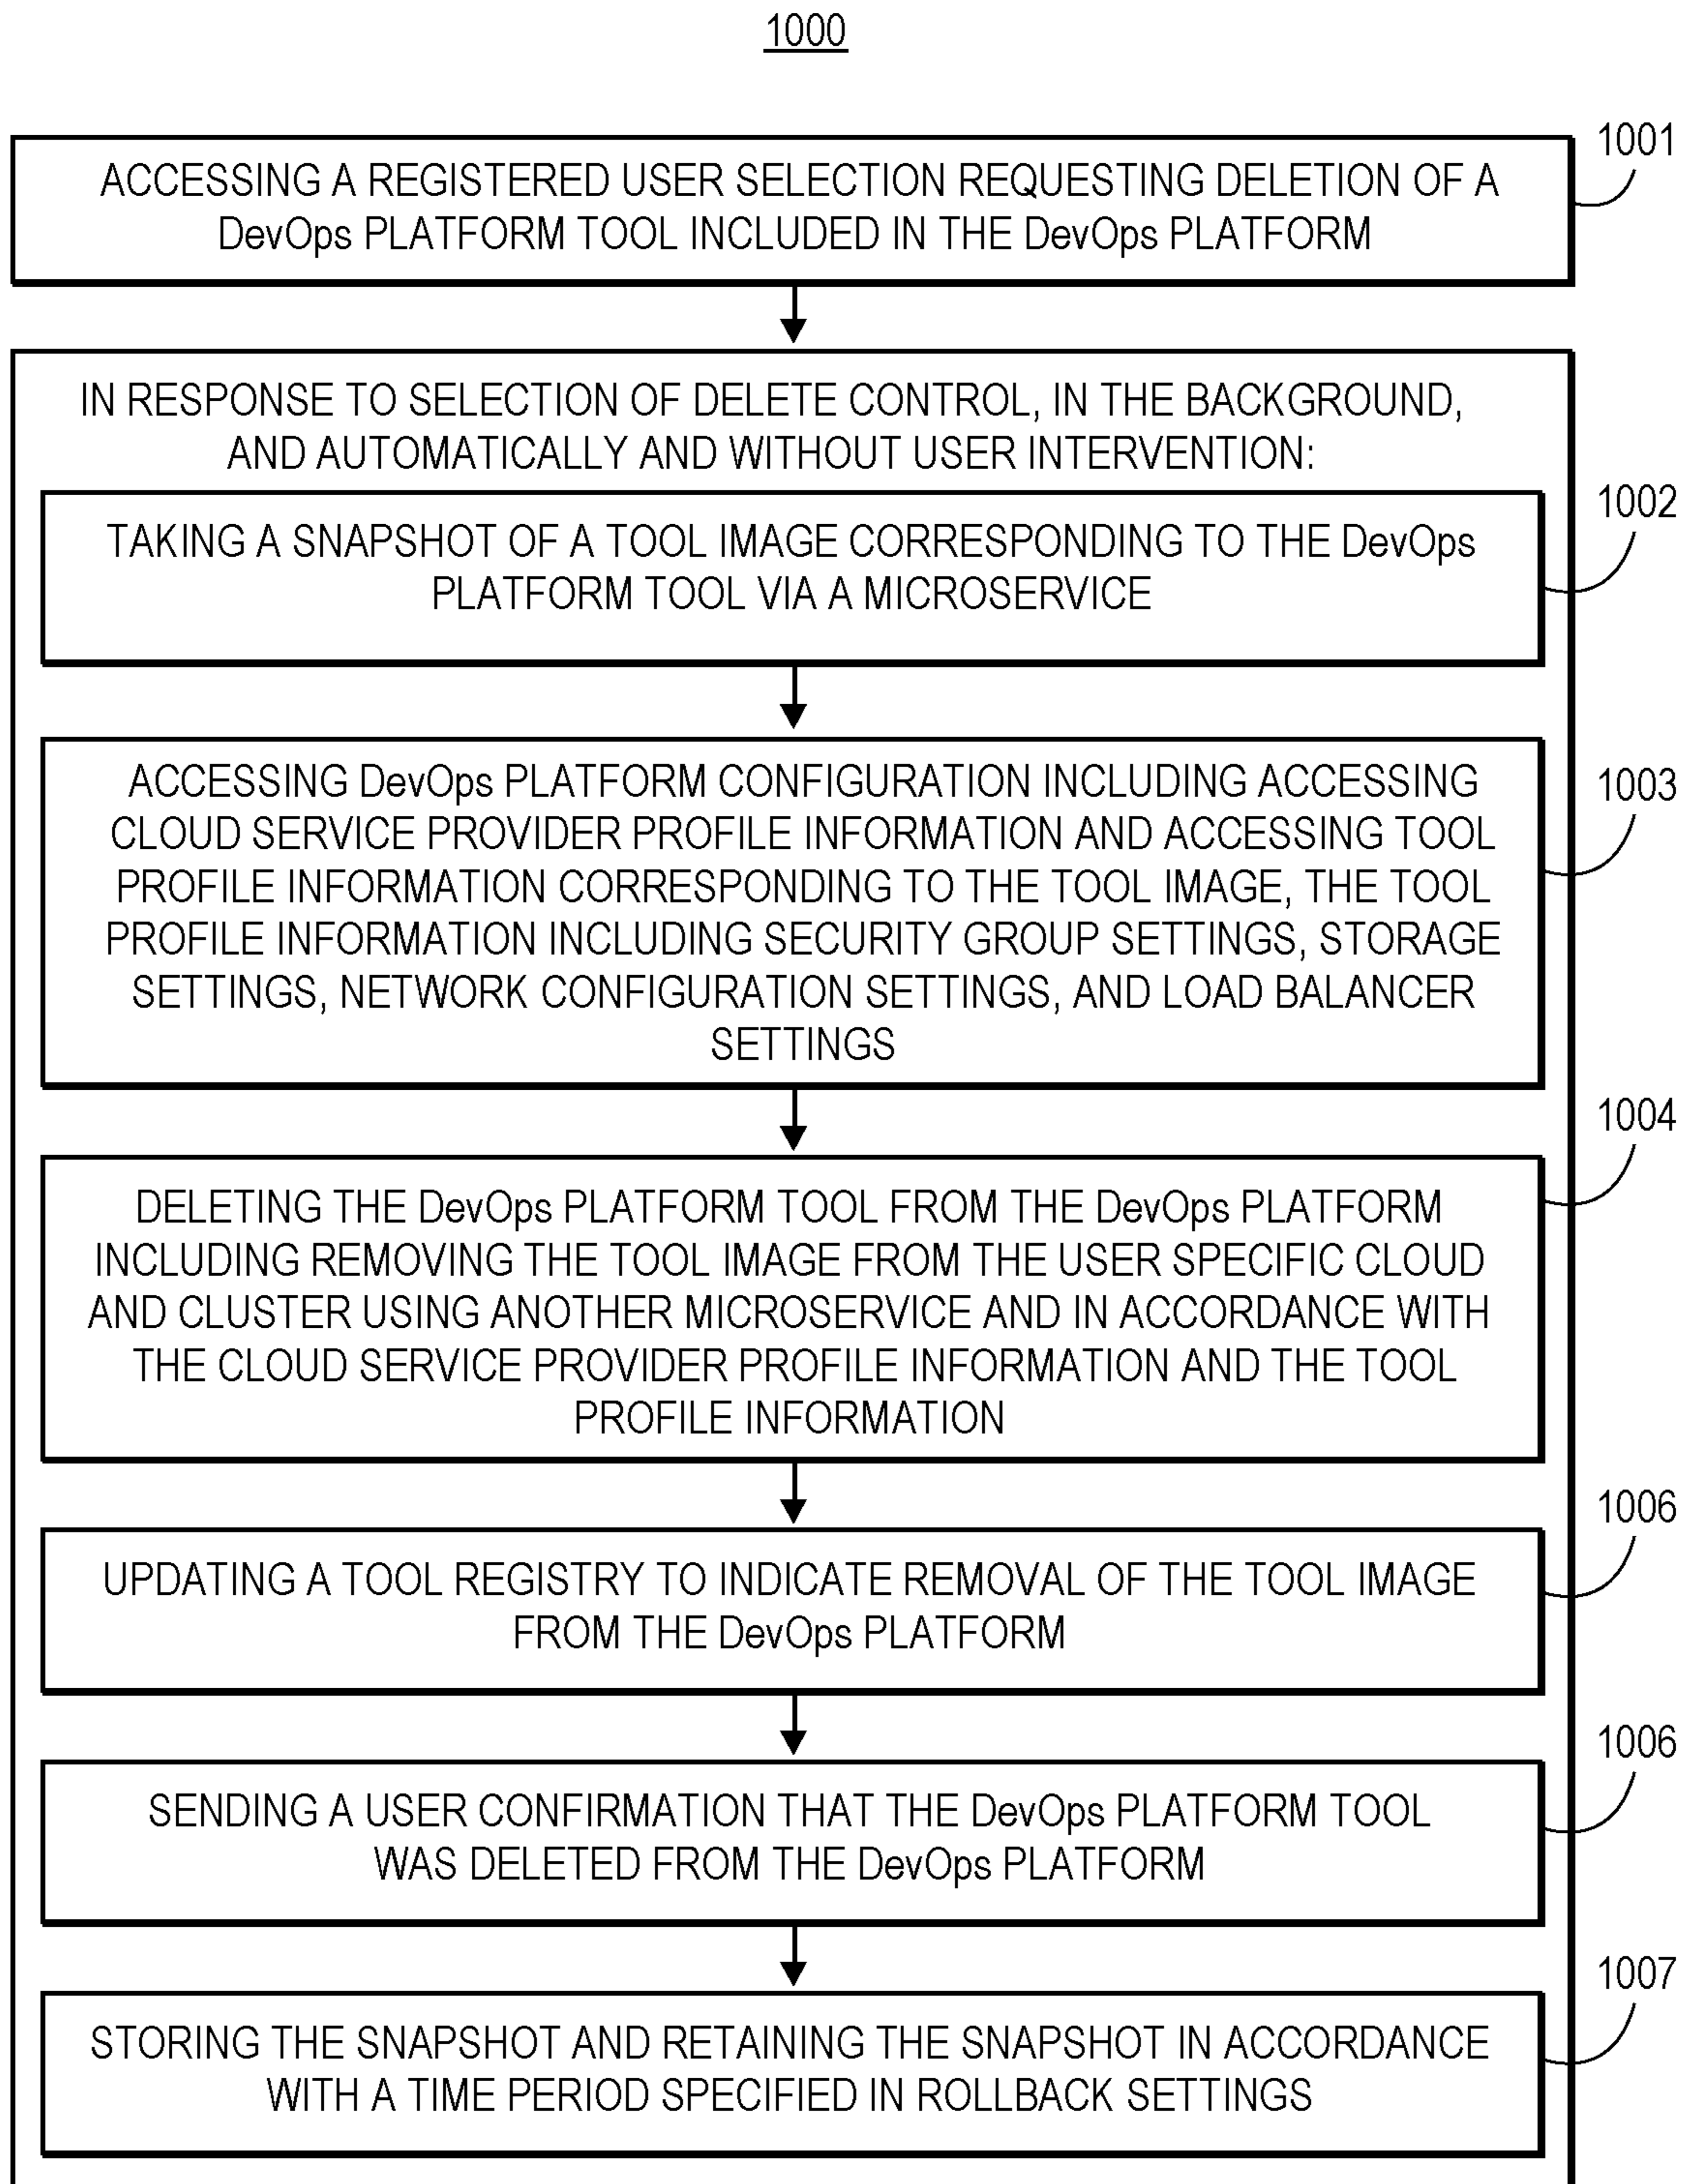 1000
1001
ACCESSING A REGISTERED USER SELECTION REQUESTING DELETION OF A
DevOps PLATFORM TOOL INCLUDED IN THE DevOps PLATFORM
IN RESPONSE TO SELECTION OF DELETE CONTROL, IN THE BACKGROUND,
AND AUTOMATICALLY AND WITHOUT USER INTERVENTION:
1002
TAKING A SNAPSHOT OF A TOOL IMAGE CORRESPONDING TO THE DevOps
PLATFORM TOOL VIA A MICROSERVICE
1003
ACCESSING DevOps PLATFORM CONFIGURATION INCLUDING ACCESSING
CLOUD SERVICE PROVIDER PROFILE INFORMATION AND ACCESSING TOOL
PROFILE INFORMATION CORRESPONDING TO THE TOOL IMAGE, THE TOOL
PROFILE INFORMATION INCLUDING SECURITY GROUP SETTINGS, STORAGE
SETTINGS, NETWORK CONFIGURATION SETTINGS, AND LOAD BALANCER
SETTINGS
1004
DELETING THE DevOps PLATFORM TOOL FROM THE DevOps PLATFORM
INCLUDING REMOVING THE TOOL IMAGE FROM THE USER SPECIFIC CLOUD
AND CLUSTER USING ANOTHER MICROSERVICE AND IN ACCORDANCE WITH
THE CLOUD SERVICE PROVIDER PROFILE INFORMATION AND THE TOOL
PROFILE INFORMATION
1006
UPDATING A TOOL REGISTRY TO INDICATE REMOVAL OF THE TOOL IMAGE
FROM THE DevOps PLATFORM
1006
SENDING A USER CONFIRMATION THAT THE DevOps PLATFORM TOOL
WAS DELETED FROM THE DevOps PLATFORM
1007
STORING THE SNAPSHOT AND RETAINING THE SNAPSHOT IN ACCORDANCE
WITH A TIME PERIOD SPECIFIED IN ROLLBACK SETTINGS